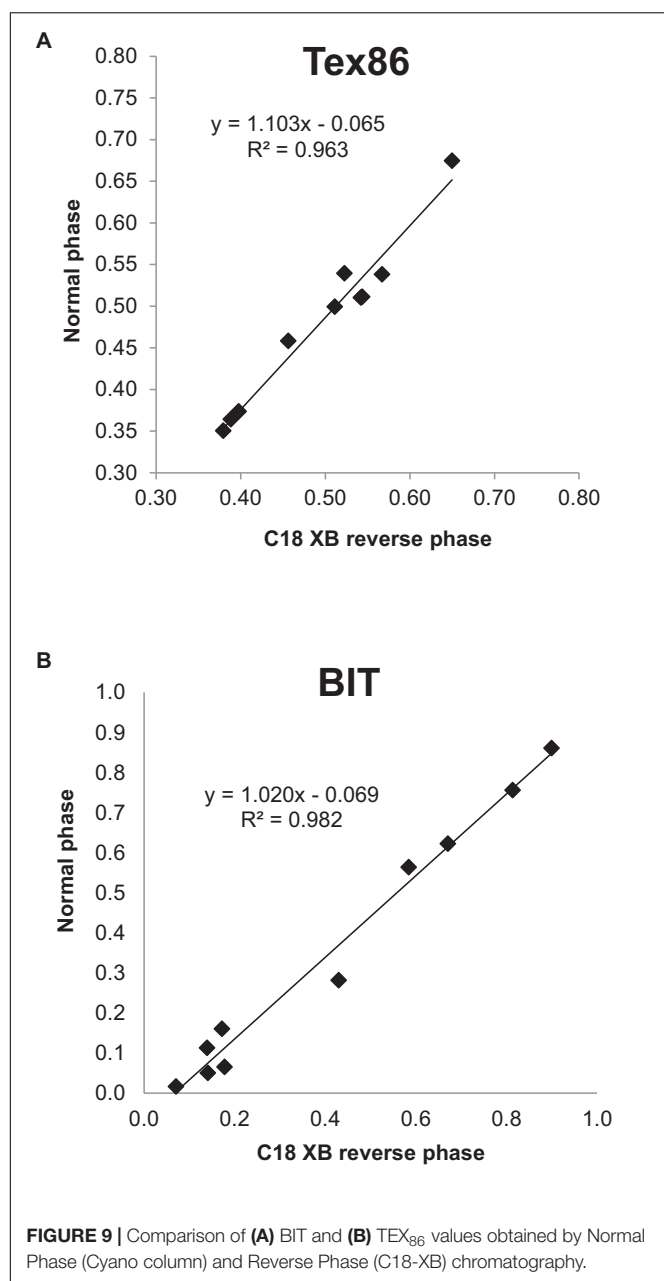 A
Tex86
0.80
0.75
0.70
0.65
0.60
0.55
0.50
0.45
0.40
0.35
0.30
Normal phase
y = 1.103x - 0.065
R² = 0.963
0.30 0.40 0.50 0.60 0.70 0.80
C18 XB reverse phase
B
BIT
1.0
0.9
0.8
0.7
0.6
0.5
0.4
0.3
0.2
0.1
0.0
Normal phase
y = 1.020x - 0.069
R² = 0.982
0.0 0.2 0.4 0.6 0.8 1.0
C18 XB reverse phase
FIGURE 9 | Comparison of (A) BIT and (B) TEX₈₆ values obtained by Normal
Phase (Cyano column) and Reverse Phase (C18-XB) chromatography.